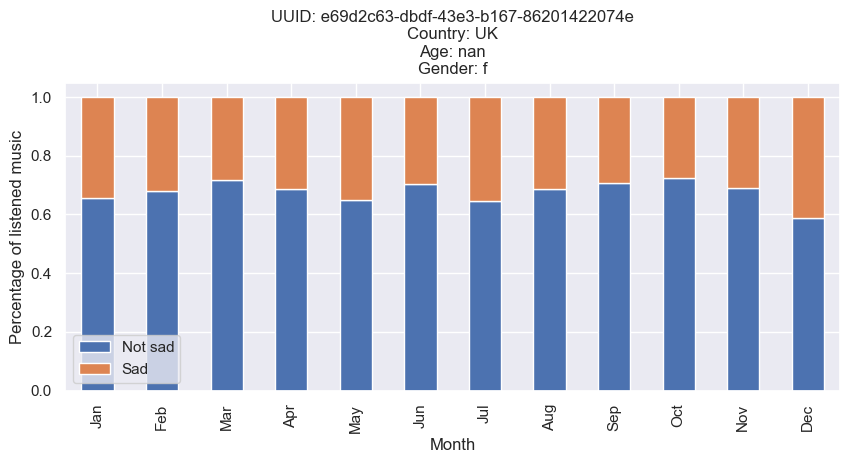 UUID: e69d2c63-dbdf-43e3-b167-86201422074e
Country: UK
Age: nan
Gender: f
Percentage of listened music
1.0
0.8
0.6
0.4
0.2
0.0
Not sad
Sad
Jan
Feb
Mar
Apr
May
Jun
Jul
Aug
Sep
Oct
Nov
Dec
Month